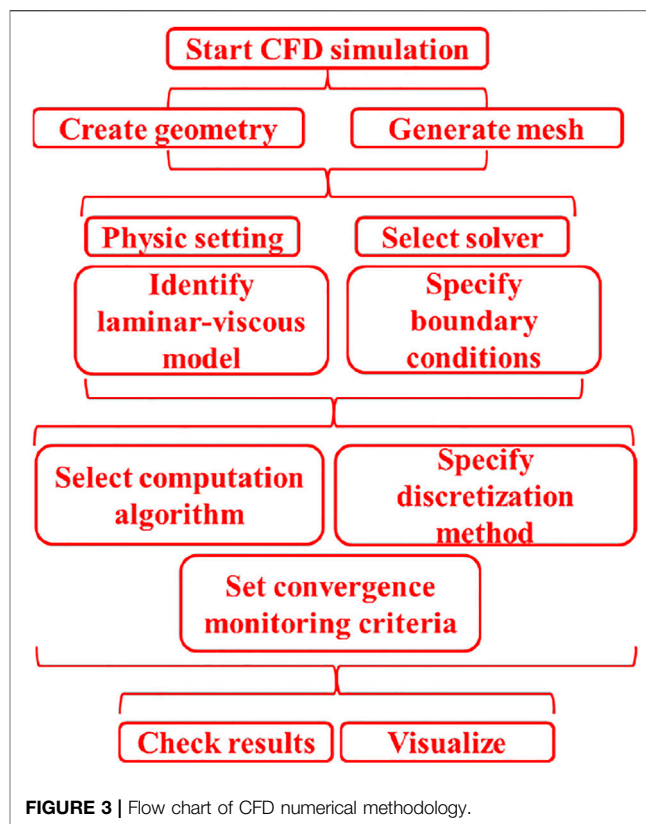 Start CFD simulation
Create geometry
Generate mesh
Physic setting
Select solver
Identify
laminar-viscous
model
Specify
boundary
conditions
Select computation
algorithm
Specify
discretization
method
Set convergence
monitoring criteria
Check results
Visualize
FIGURE 3 | Flow chart of CFD numerical methodology.